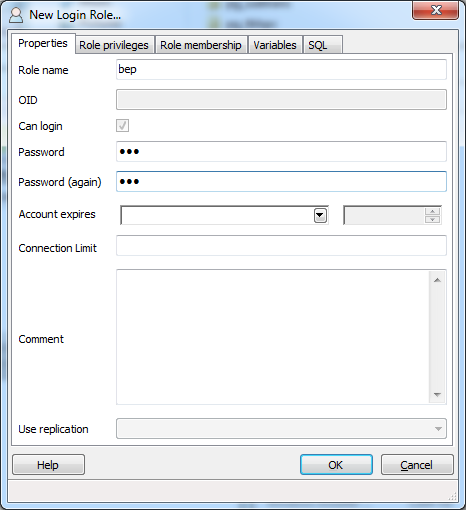 New Login Role...
Properties Role privileges Role membership Variables SQL
Role name bep
OID
Can login
Password •••
Password (again) •••
Account expires
Connection Limit
Comment
Use replication
Help OK Cancel